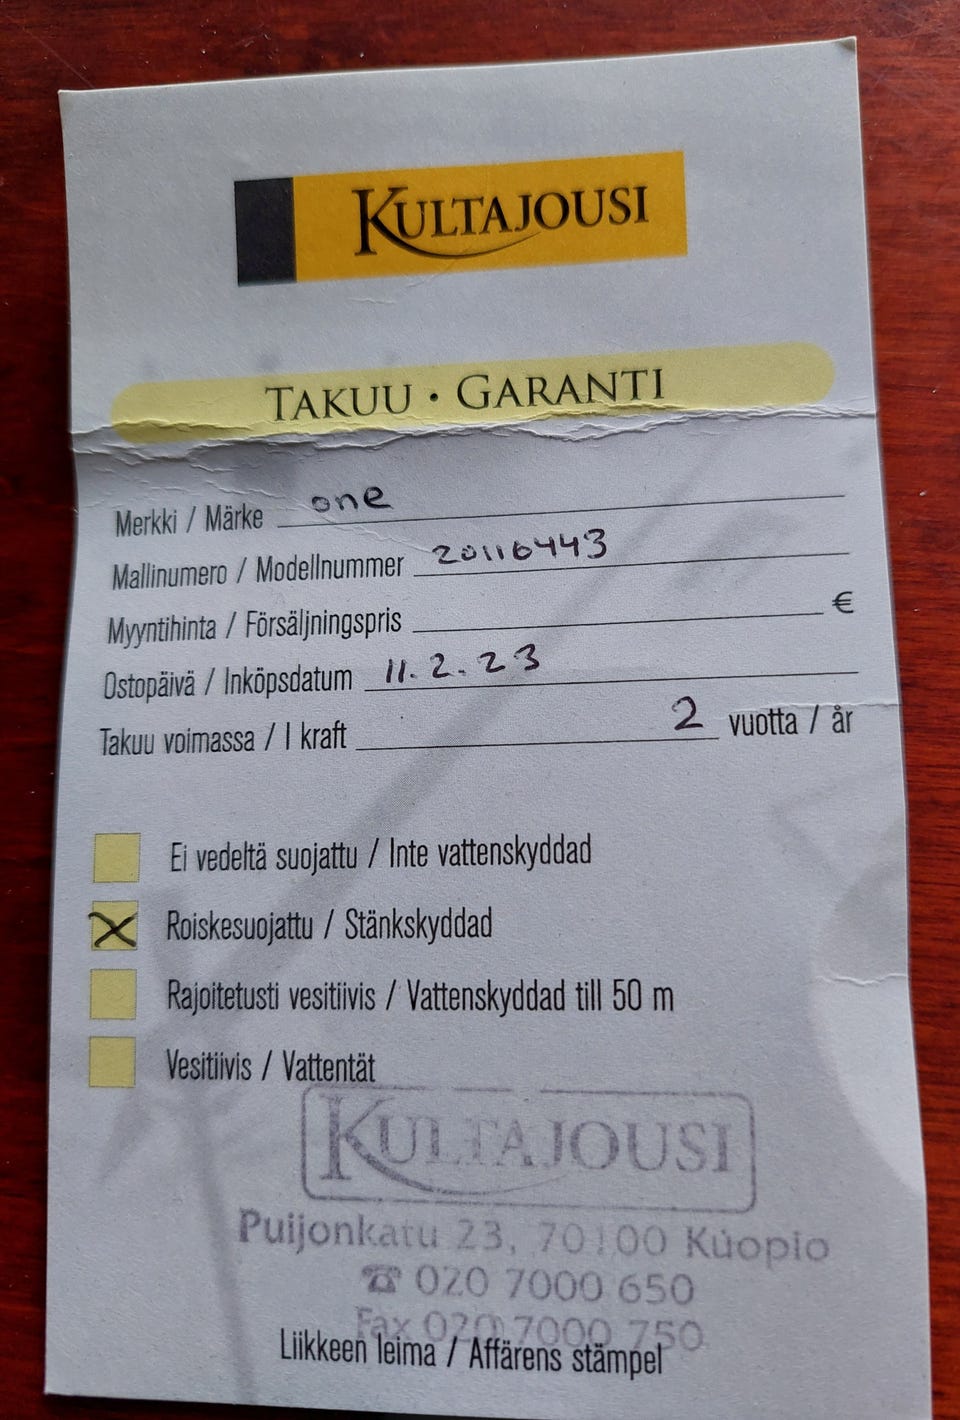 KULTAJOUSI
TAKUU • GARANTI
Merkki / Märke one
Mallinumero / Modellnummer 20116443
Myyntihinta / Försäljningspris €
Ostopäivä / Inköpsdatum 11.2.23
Takuu voimassa / I kraft 2 vuotta / år
Ei vedeltä suojattu / Inte vattenskyddad
X Roiskesuojattu / Stänkskyddad
Rajoitetusti vesitiivis / Vattenskyddad till 50 m
Vesitiivis / Vattentät
KULTAJOUSI
Puijonkatu 23, 70100 Kuopio
☎ 020 7000 650
Fax 020 7000 750
Liikkeen leima / Affärens stämpel